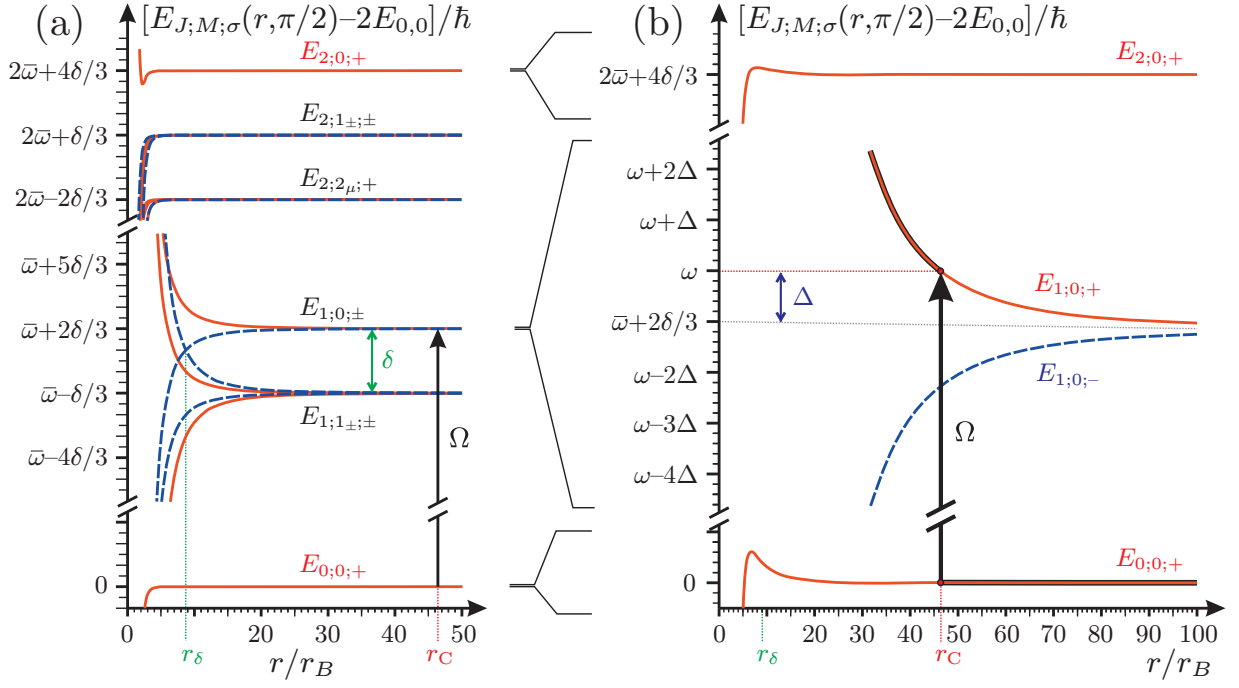 (a)
[E_{J;M;σ}(r,π/2)–2E_{0,0}]/ħ
2ω̄+4δ/3
2ω̄+δ/3
2ω̄–2δ/3
ω̄+5δ/3
ω̄+2δ/3
ω̄–δ/3
ω̄–4δ/3
0
E_{2;0;+}
E_{2;1_±;±}
E_{2;2_μ;+}
E_{1;0;±}
δ
E_{1;1_±;±}
Ω
E_{0;0;+}
0 10 20 30 40 50
r_δ
r/r_B
r_C
(b)
[E_{J;M;σ}(r,π/2)–2E_{0,0}]/ħ
2ω̄+4δ/3
ω+2Δ
ω+Δ
ω
ω̄+2δ/3
ω–2Δ
ω–3Δ
ω–4Δ
0
E_{2;0;+}
Δ
E_{1;0;+}
E_{1;0;–}
Ω
E_{0;0;+}
0 10 20 30 40 50 60 70 80 90 100
r_δ
r_C
r/r_B